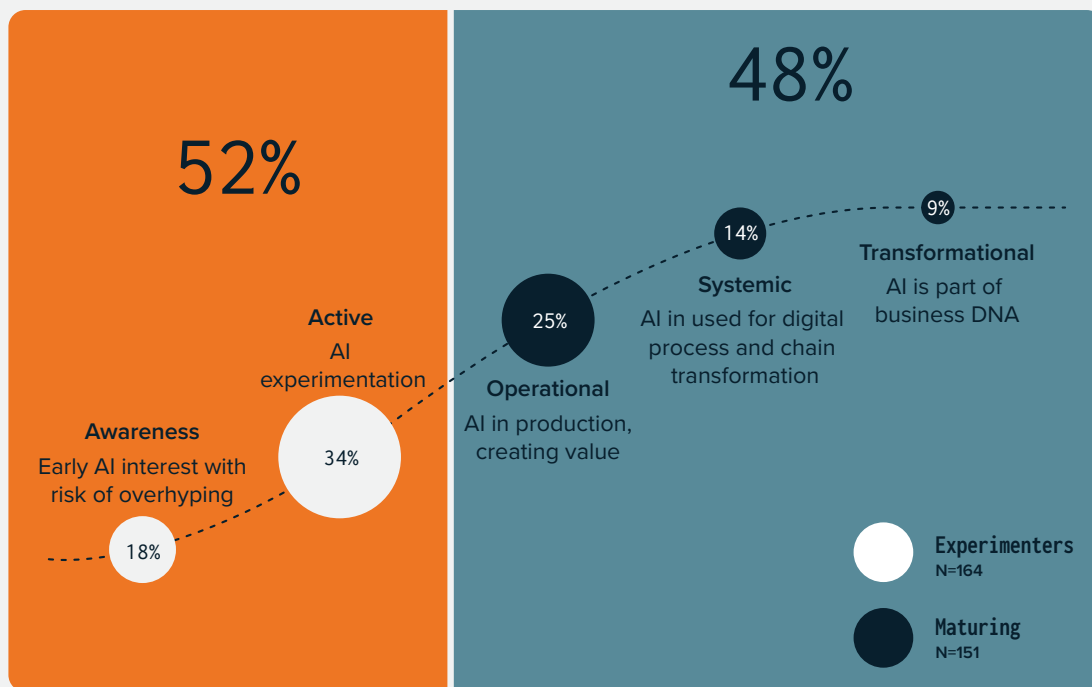 52%
48%
Awareness
Early AI interest with
risk of overhyping
18%
Active
AI
experimentation
34%
25%
Operational
AI in production,
creating value
14%
Systemic
AI in used for digital
process and chain
transformation
9%
Transformational
AI is part of
business DNA
Experimenters
N=164
Maturing
N=151